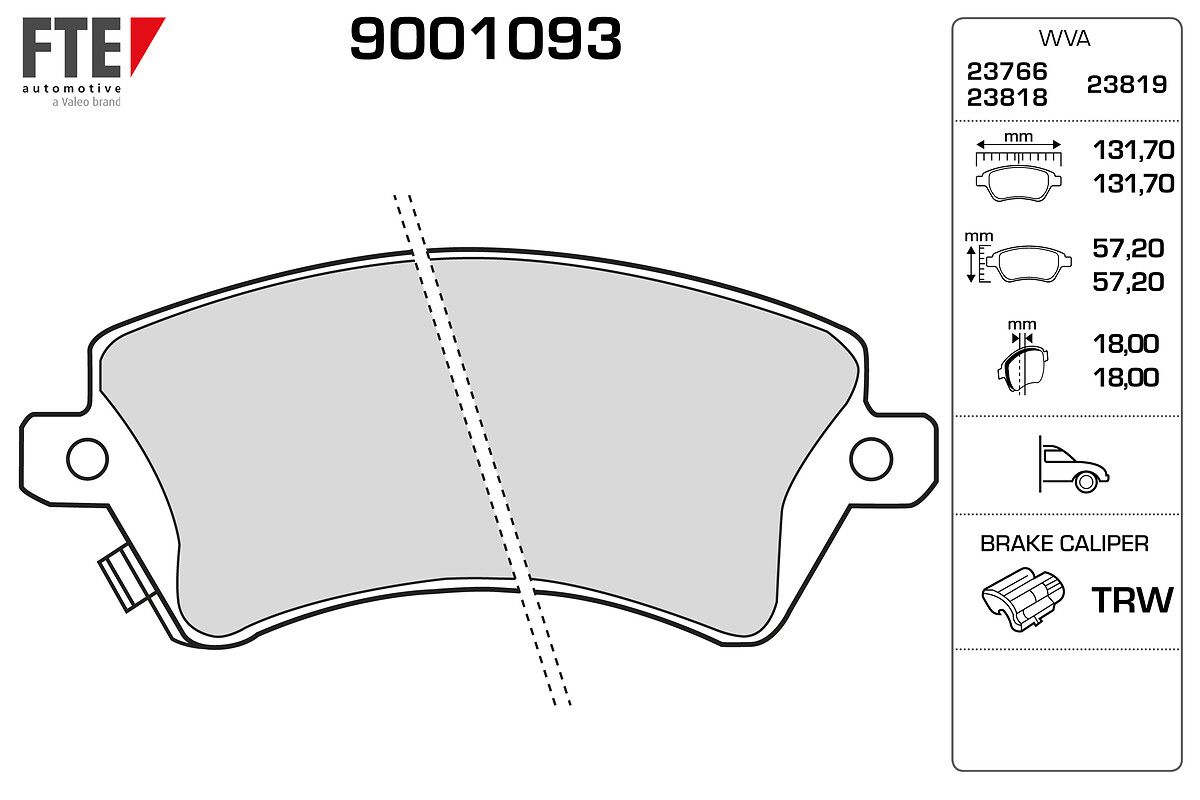 FTE
automotive
a Valeo brand
9001093
WVA
23766
23818
23819
mm
131,70
131,70
mm
57,20
57,20
mm
18,00
18,00
BRAKE CALIPER
TRW